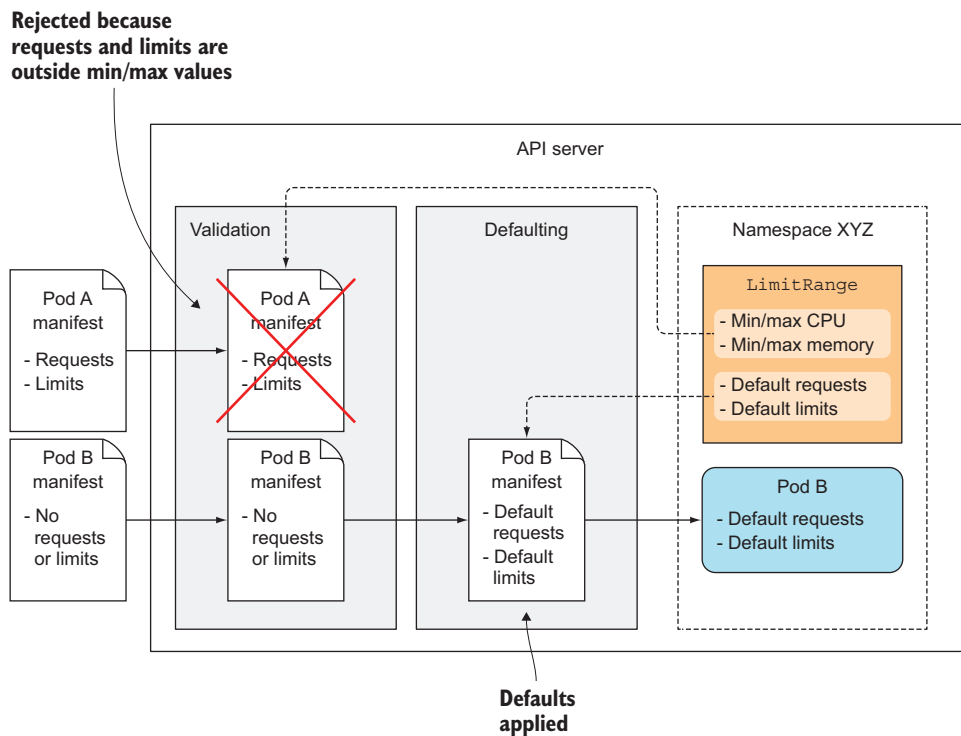 Rejected because
requests and limits are
outside min/max values
API server
Validation
Defaulting
Namespace XYZ
Pod A
manifest
- Requests
- Limits
Pod A
manifest
- Requests
- Limits
LimitRange
- Min/max CPU
- Min/max memory
- Default requests
- Default limits
Pod B
manifest
- No
requests
or limits
Pod B
manifest
- No
requests
or limits
Pod B
manifest
- Default
requests
- Default
limits
Pod B
- Default requests
- Default limits
Defaults
applied